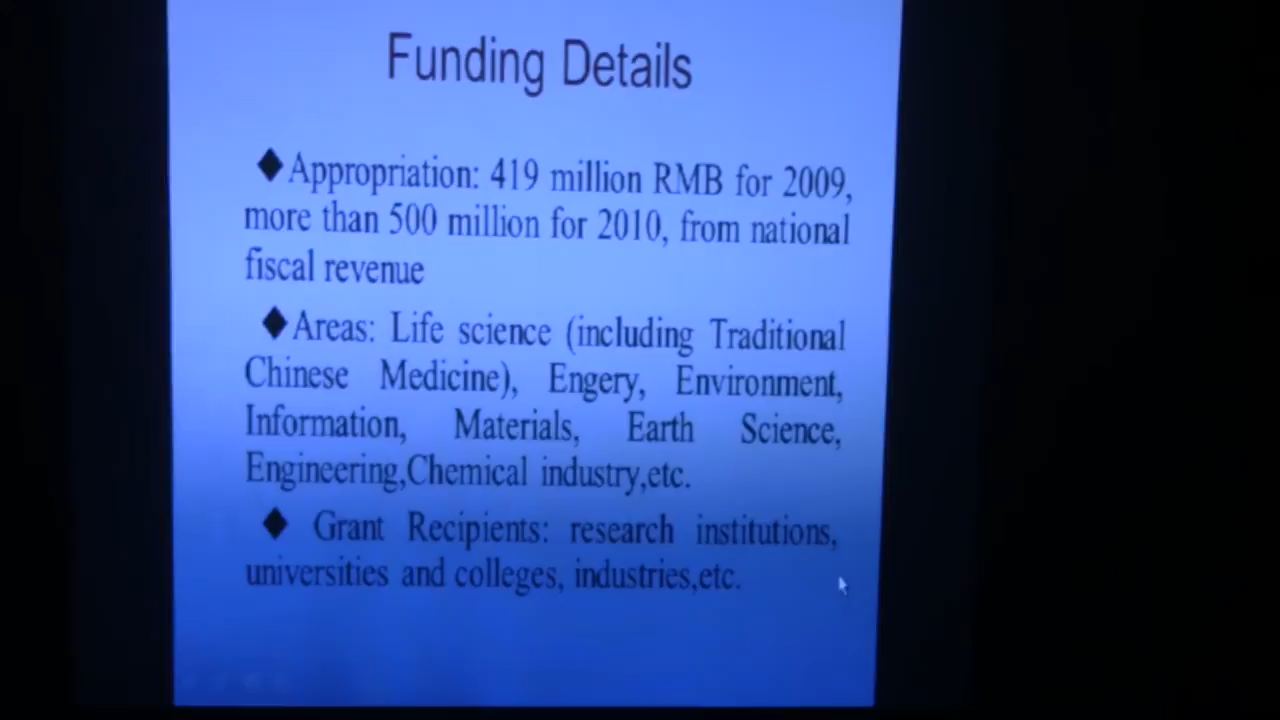 Funding Details
◆Appropriation: 419 million RMB for 2009,
more than 500 million for 2010, from national
fiscal revenue
◆Areas: Life science (including Traditional
Chinese Medicine), Engery, Environment,
Information, Materials, Earth Science,
Engineering,Chemical industry,etc.
◆ Grant Recipients: research institutions,
universities and colleges, industries,etc.